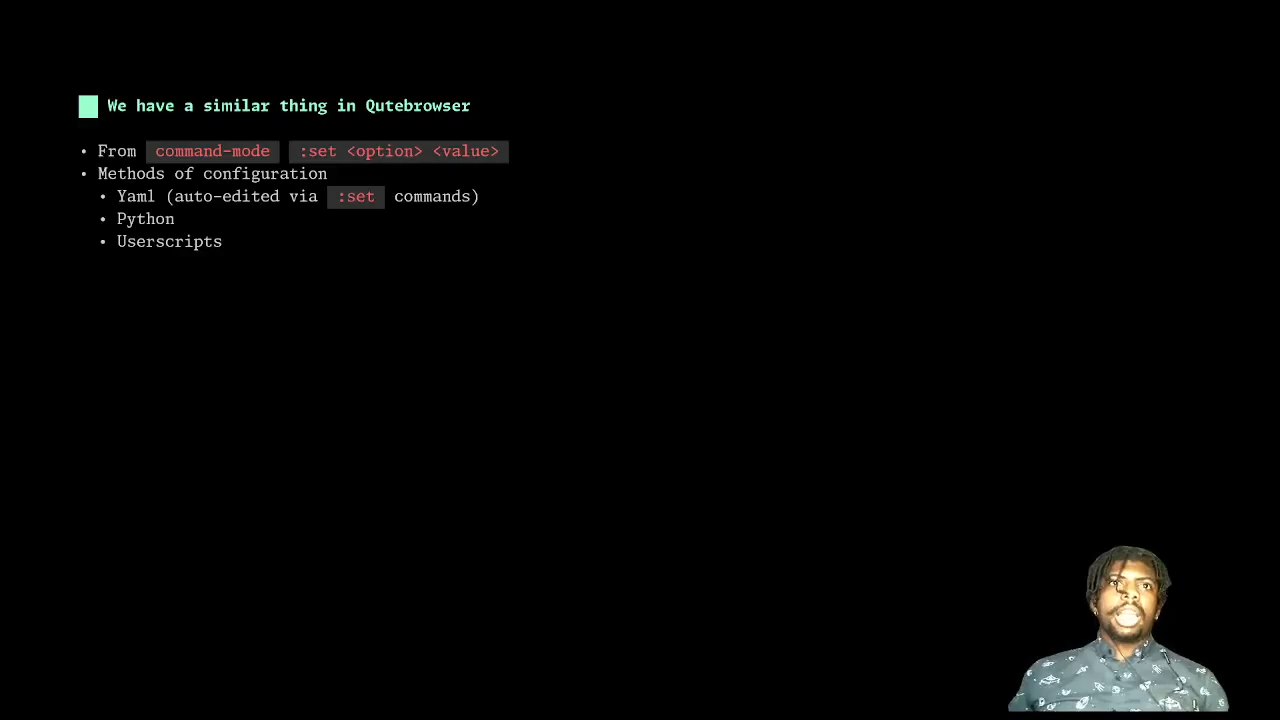 We have a similar thing in Qutebrowser
• From command-mode :set <option> <value>
• Methods of configuration
• Yaml (auto-edited via :set commands)
• Python
• Userscripts